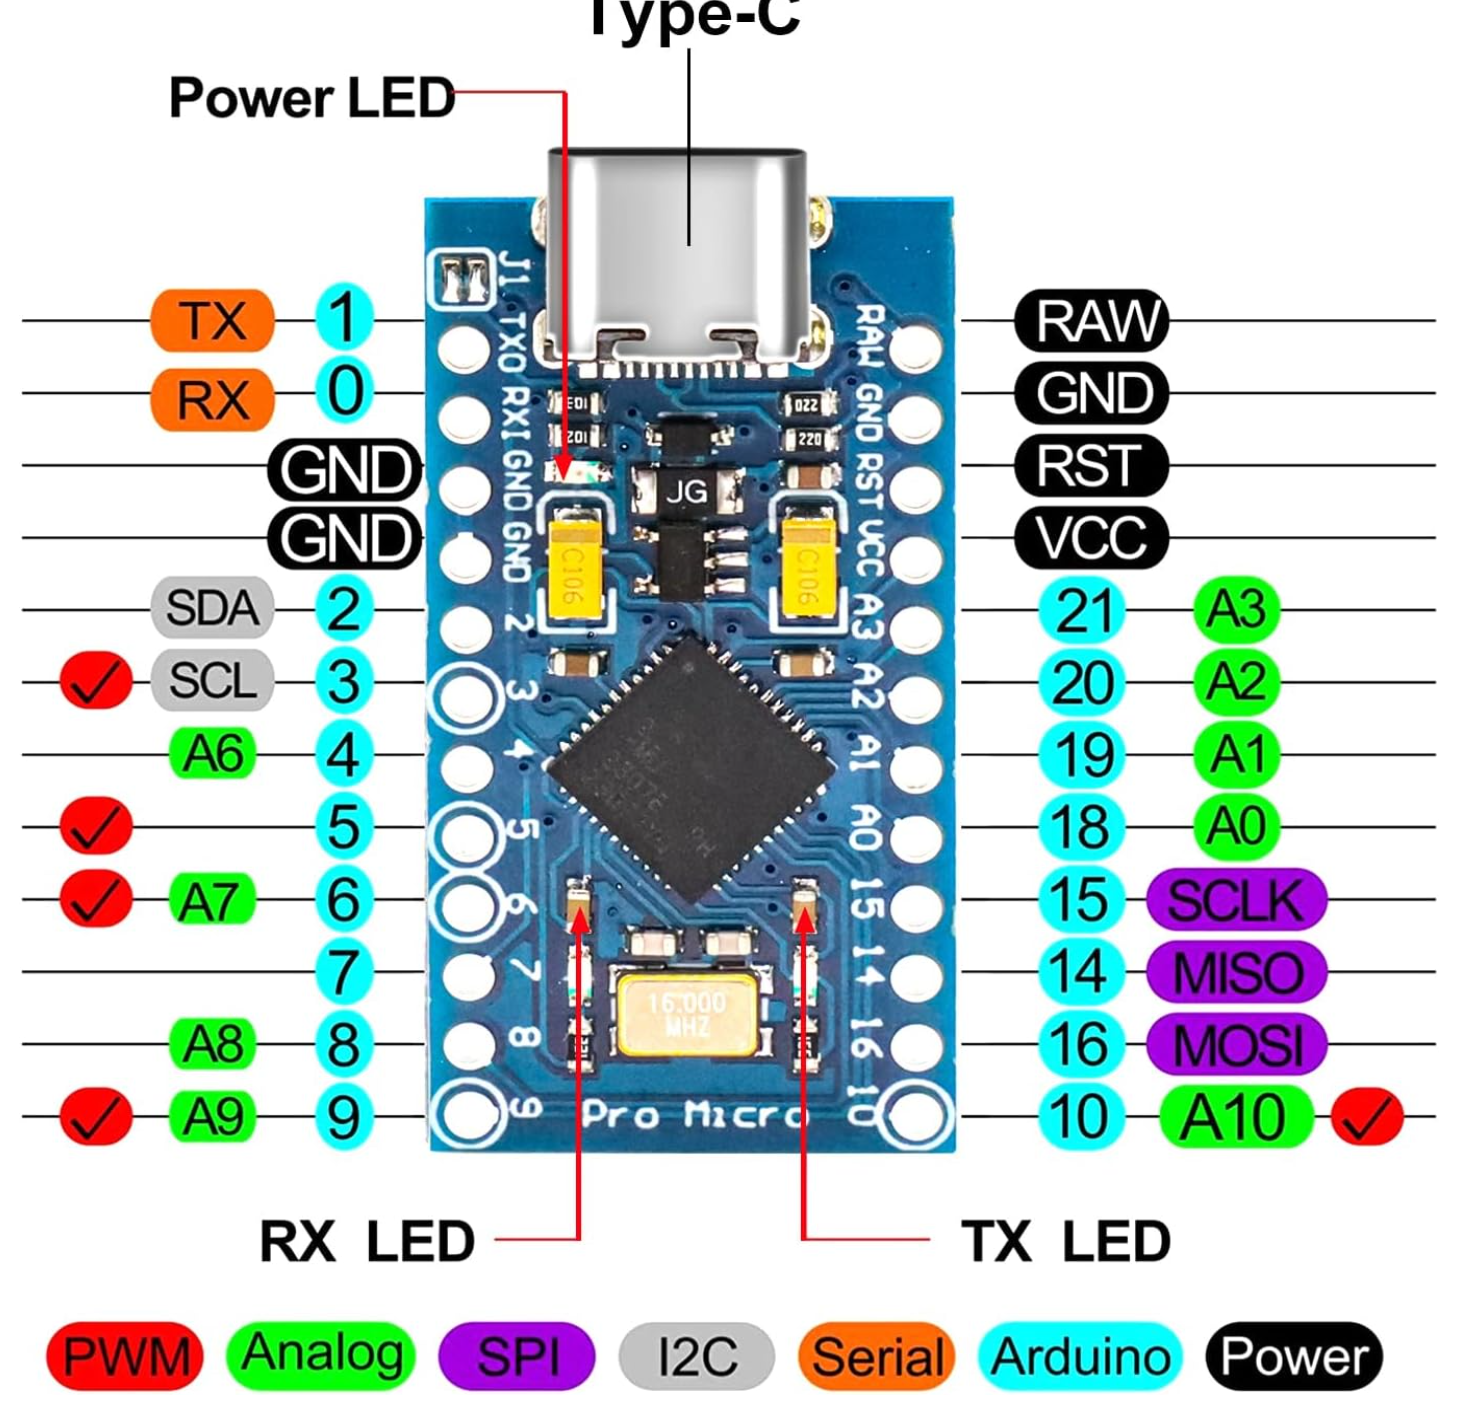 Type-C
Power LED
J1
TX 1 TXO RAW RAW
RX 0 RXI GND GND
GND GND RST RST
GND GND VCC VCC
SDA 2 2 A3 21 A3
SCL 3 3 A2 20 A2
A6 4 4 A1 19 A1
5 5 A0 18 A0
A7 6 6 15 15 SCLK
7 7 14 14 MISO
A8 8 8 16 16 MOSI
A9 9 9 10 10 A10
022
220
JG
C106
C106
16.000
MHZ
Pro Micro
RX LED
TX LED
PWM Analog SPI I2C Serial Arduino Power